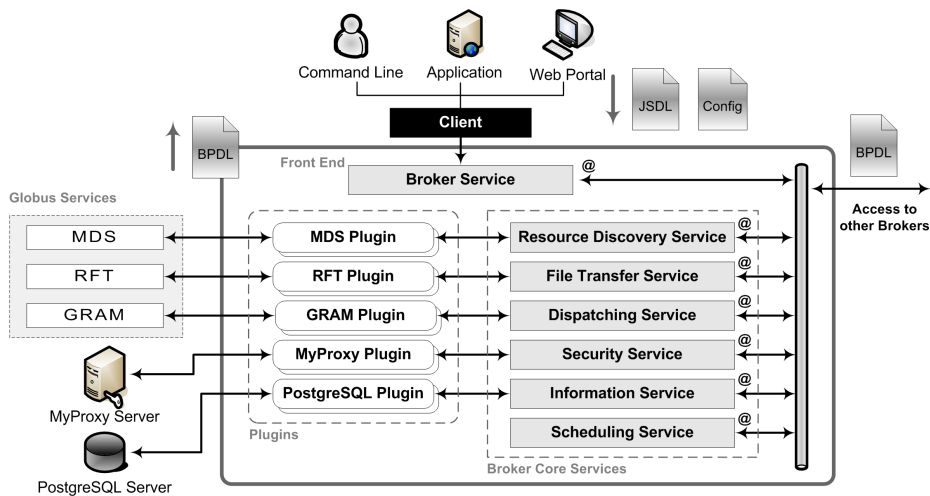 Command Line
Application
Web Portal
JSDL
Config
Client
BPDL
BPDL
Front End
Broker Service
@
Globus Services
Access to
other Brokers
MDS
MDS Plugin
Resource Discovery Service
@
RFT
RFT Plugin
File Transfer Service
@
GRAM
GRAM Plugin
Dispatching Service
@
MyProxy Plugin
Security Service
@
PostgreSQL Plugin
Information Service
@
MyProxy Server
Plugins
Scheduling Service
@
Broker Core Services
PostgreSQL Server